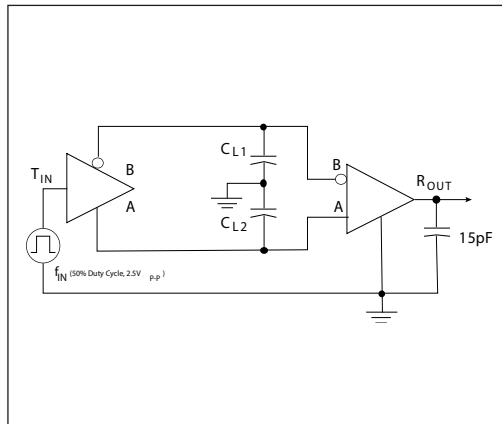 B
C_L1
B
T_IN
R_OUT
A
A
C_L2
15pF
f_IN (50% Duty Cycle, 2.5V P-P )